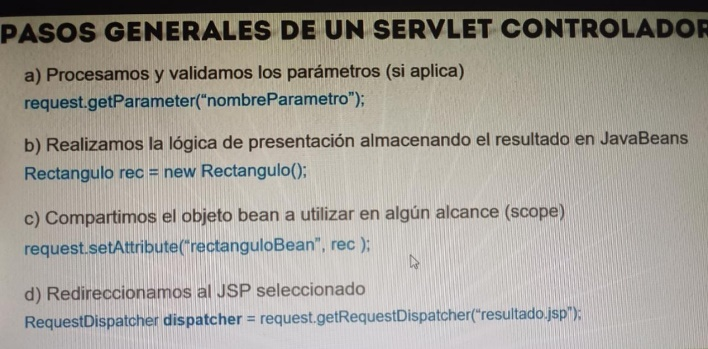 PASOS GENERALES DE UN SERVLET CONTROLADOR
a) Procesamos y validamos los parámetros (si aplica)
request.getParameter(“nombreParametro”);
b) Realizamos la lógica de presentación almacenando el resultado en JavaBeans
Rectangulo rec = new Rectangulo();
c) Compartimos el objeto bean a utilizar en algún alcance (scope)
request.setAttribute(“rectanguloBean”, rec );
d) Redireccionamos al JSP seleccionado
RequestDispatcher dispatcher = request.getRequestDispatcher(“resultado.jsp”);